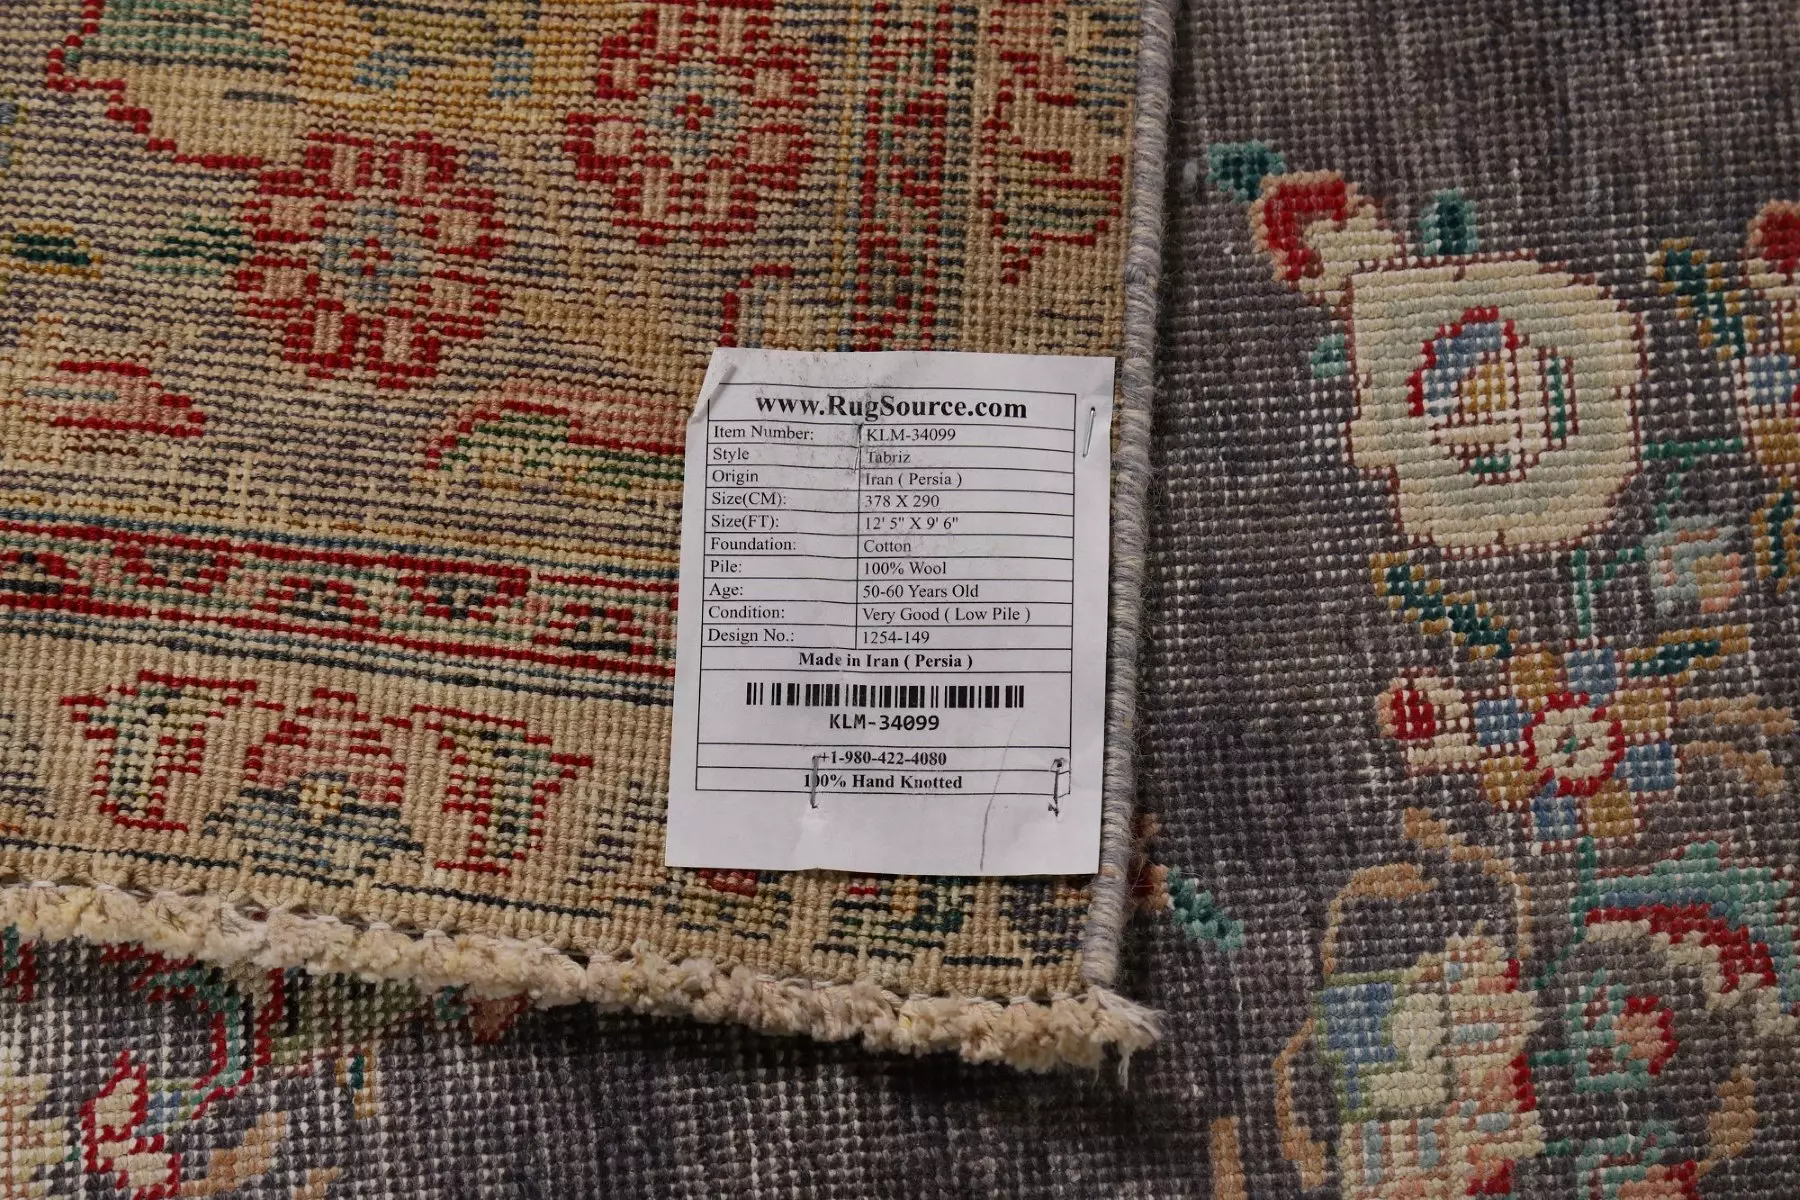 www.RugSource.com
Item Number: KLM-34099
Style Tabriz
Origin Iran ( Persia )
Size(CM): 378 X 290
Size(FT): 12' 5" X 9' 6"
Foundation: Cotton
Pile: 100% Wool
Age: 50-60 Years Old
Condition: Very Good ( Low Pile )
Design No.: 1254-149
Made in Iran ( Persia )
KLM-34099
+1-980-422-4080
100% Hand Knotted